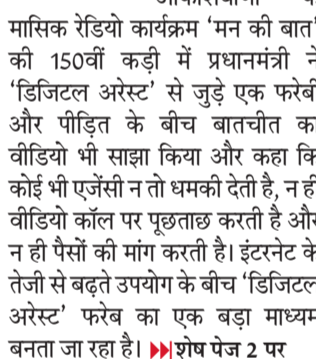 मासिक रेडियो कार्यक्रम ‘मन की बात’
की 150वीं कड़ी में प्रधानमंत्री ने
‘डिजिटल अरेस्ट’ से जुड़े एक फरेबी
और पीड़ित के बीच बातचीत का
वीडियो भी साझा किया और कहा कि
कोई भी एजेंसी न तो धमकी देती है, न ही
वीडियो कॉल पर पूछताछ करती है और
न ही पैसों की मांग करती है। इंटरनेट के
तेजी से बढ़ते उपयोग के बीच ‘डिजिटल
अरेस्ट’ फरेब का एक बड़ा माध्यम
बनता जा रहा है। शेष पेज 2 पर